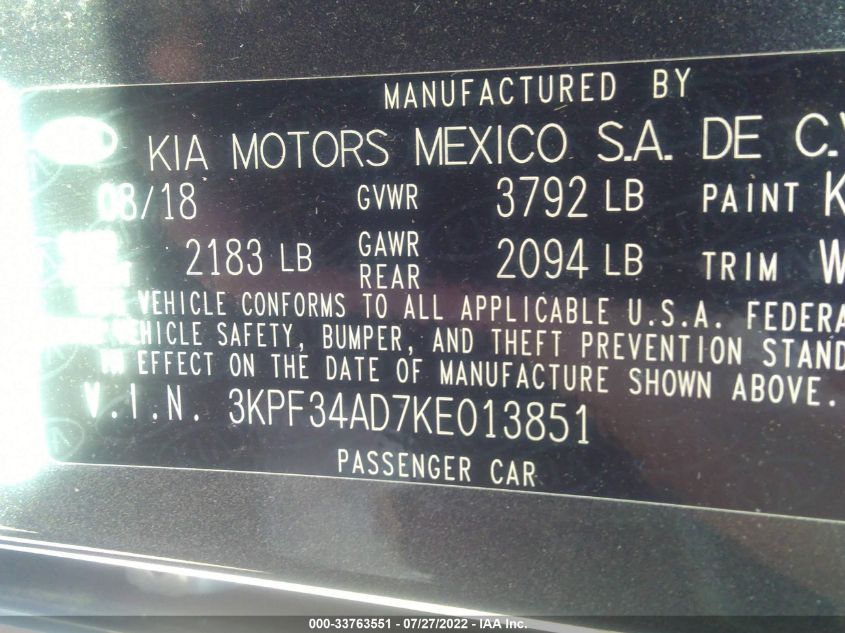 MANUFACTURED BY
KIA MOTORS MEXICO S.A. DE C.V
08/18 GVWR 3792 LB PAINT K
2183 LB GAWR REAR 2094 LB TRIM W
VEHICLE CONFORMS TO ALL APPLICABLE U.S.A. FEDERA
VEHICLE SAFETY, BUMPER, AND THEFT PREVENTION STAND
IN EFFECT ON THE DATE OF MANUFACTURE SHOWN ABOVE.
V.I.N. 3KPF34AD7KE013851
PASSENGER CAR
000-33763551 - 07/27/2022 - IAA Inc.